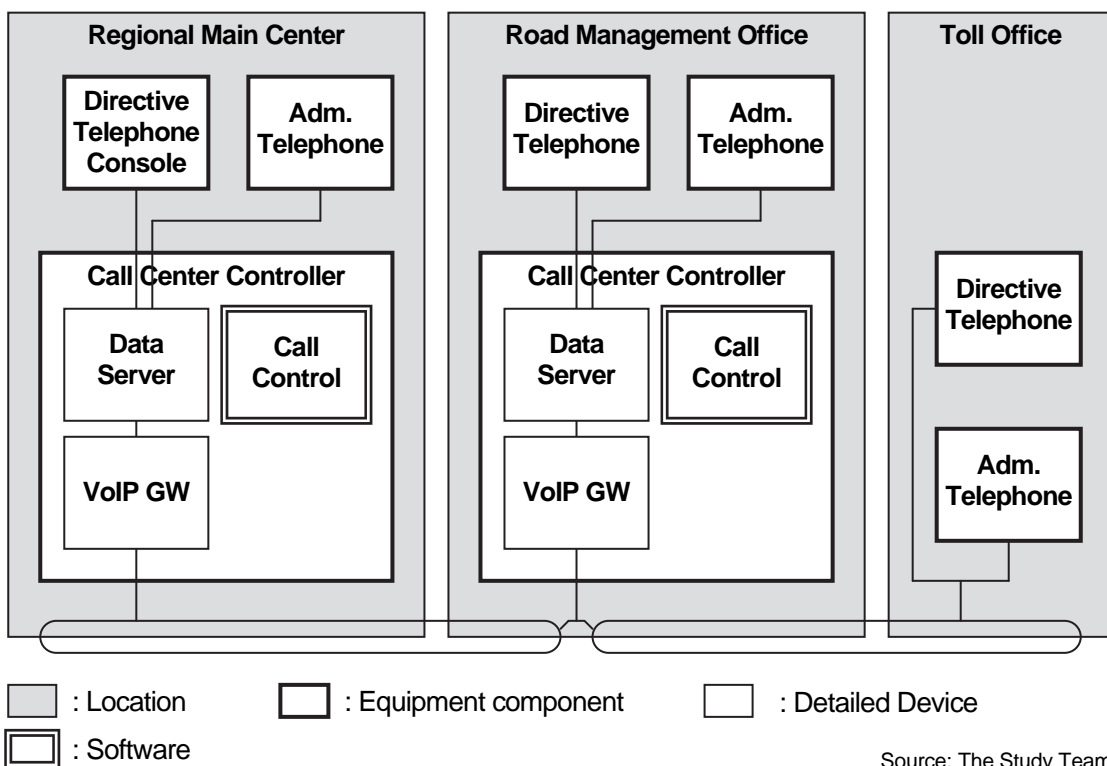 Regional Main Center
Directive
Telephone
Console
Adm.
Telephone
Call Center Controller
Data
Server
Call
Control
VoIP GW
Road Management Office
Directive
Telephone
Adm.
Telephone
Call Center Controller
Data
Server
Call
Control
VoIP GW
Toll Office
Directive
Telephone
Adm.
Telephone
: Location
: Equipment component
: Detailed Device
: Software
Source: The Study Team